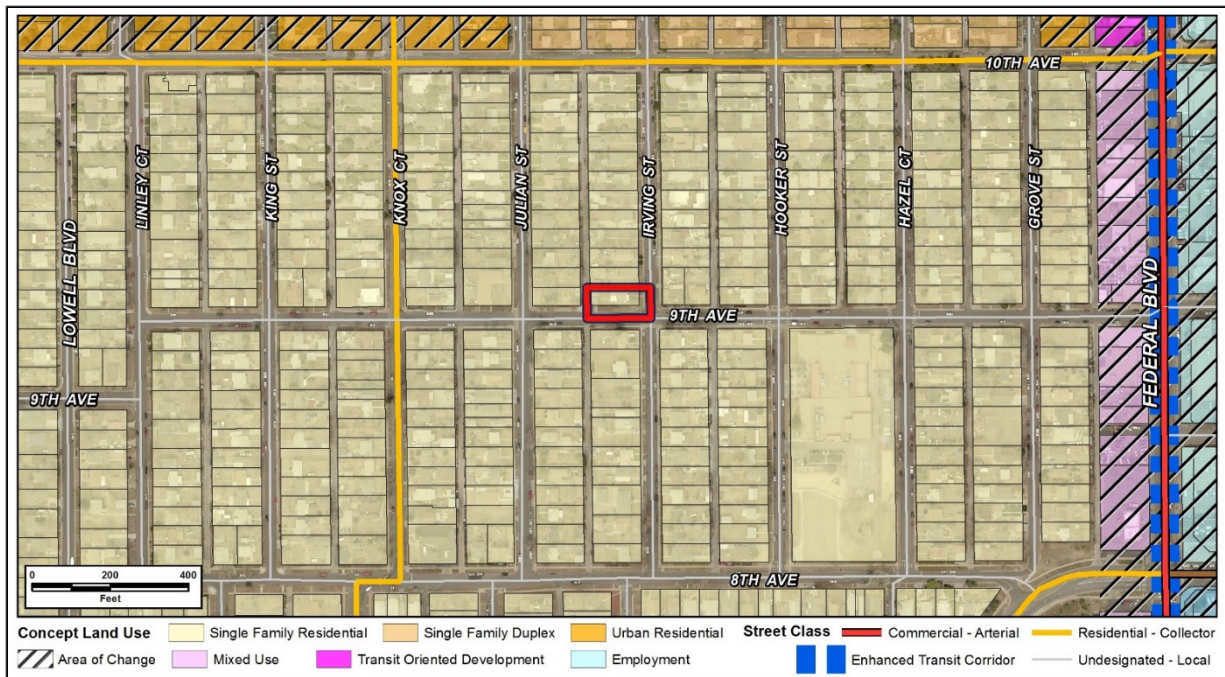 10TH AVE
LOWELL BLVD
LINLEY CT
KING ST
KNOX CT
JULIAN ST
IRVING ST
HOOKER ST
HAZEL CT
GROVE ST
FEDERAL BLVD
9TH AVE
9TH AVE
8TH AVE
0 200 400
Feet
Concept Land Use Single Family Residential Single Family Duplex Urban Residential Street Class Commercial - Arterial Residential - Collector
Area of Change Mixed Use Transit Oriented Development Employment Enhanced Transit Corridor Undesignated - Local